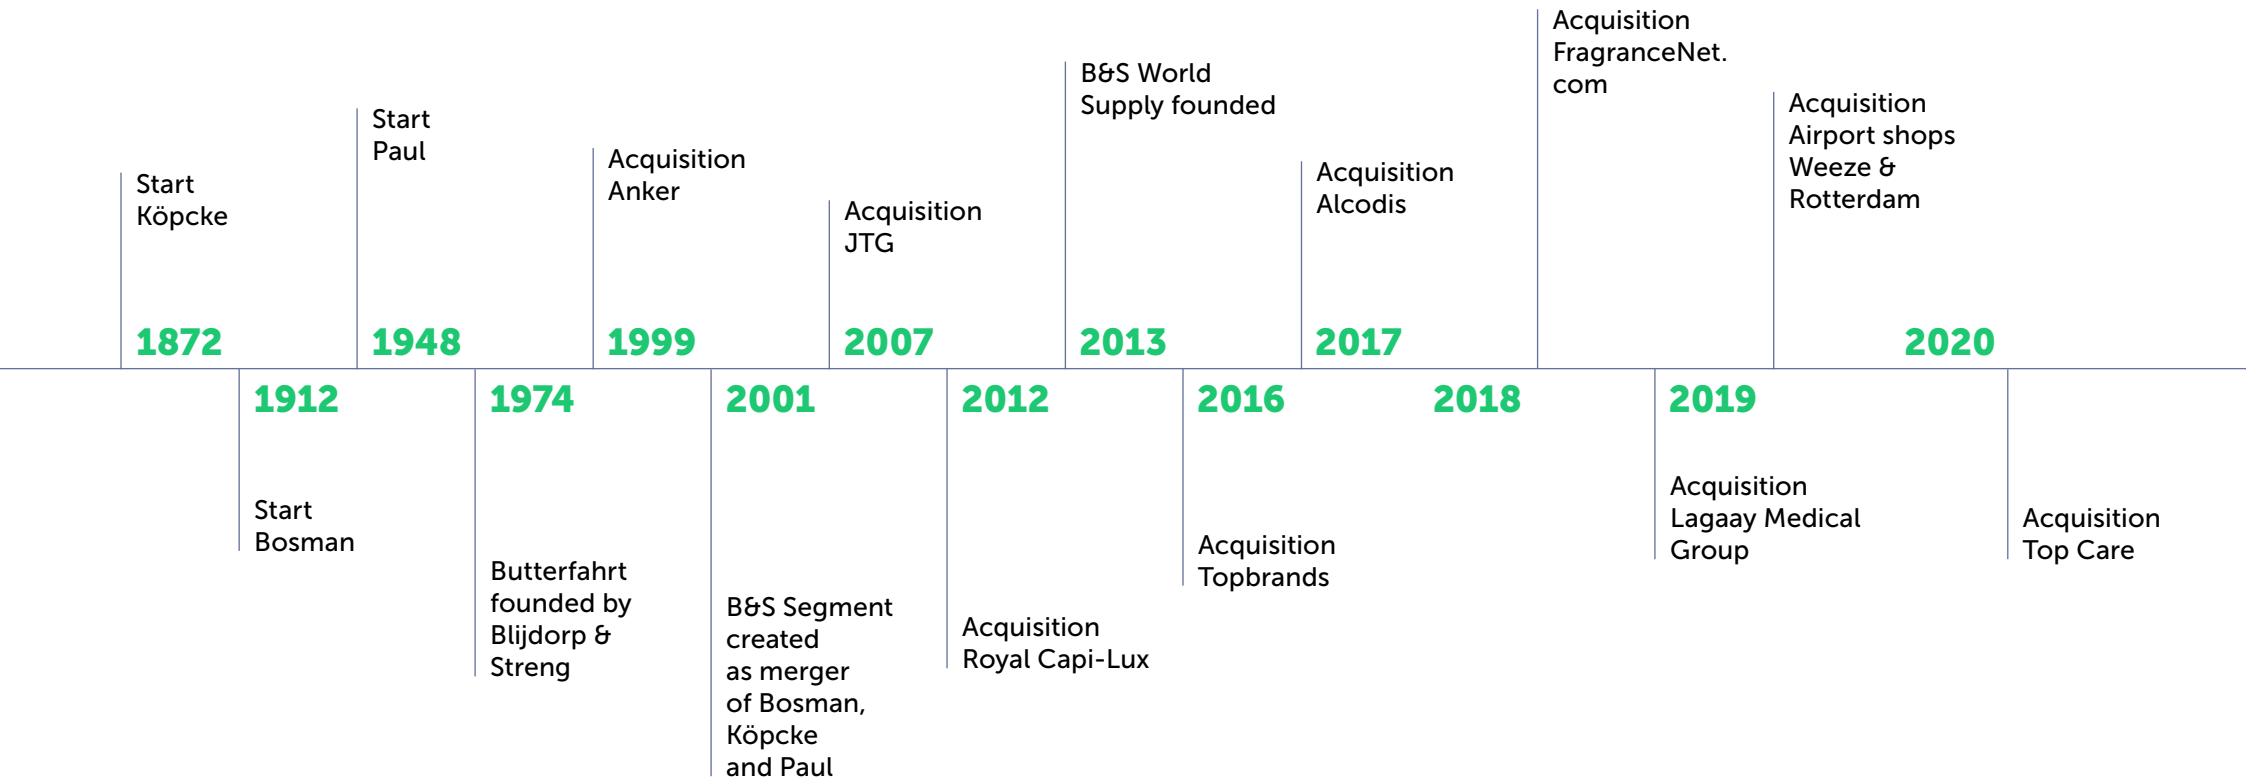 Start
Köpcke
1872
1912
Start
Bosman
Start
Paul
1948
1974
Butterfahrt
founded by
Blijdorp &
Streng
Acquisition
Anker
1999
2001
B&S Segment
created
as merger
of Bosman,
Köpcke
and Paul
Acquisition
JTG
2007
2012
Acquisition
Royal Capi-Lux
B&S World
Supply founded
2013
2016
Acquisition
Topbrands
Acquisition
Alcodis
2017
2018
Acquisition
FragranceNet.
com
2019
Acquisition
Lagaay Medical
Group
Acquisition
Airport shops
Weeze &
Rotterdam
2020
Acquisition
Top Care